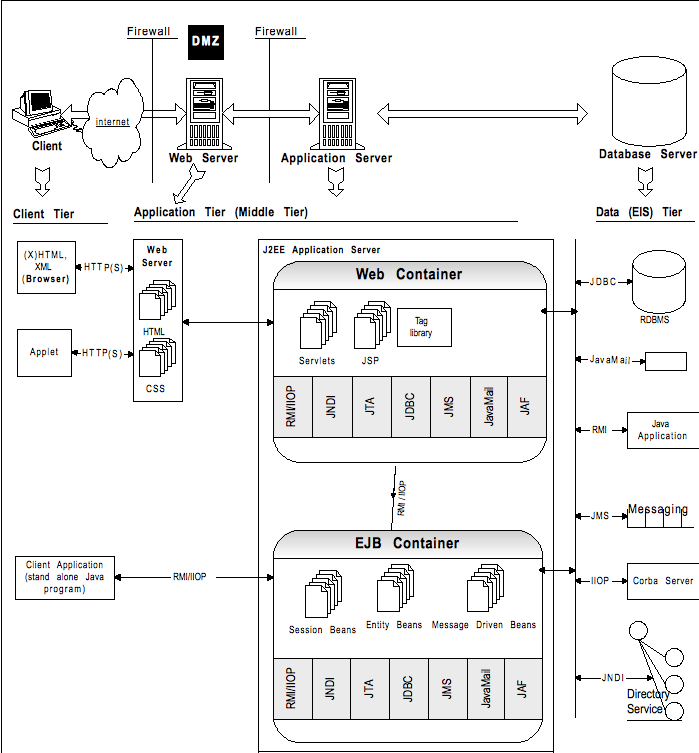 Firewall
DMZ
Firewall
internet
Client
Web Server
Application Server
Database Server
Client Tier
Application Tier (Middle Tier)
Data (EIS) Tier
(X)HTML,
XML
(Browser)
HTTP(S)
Web
Server
HTML
CSS
Applet
HTTP(S)
J2EE Application Server
Web Container
Servlets
JSP
Tag
library
RMI/IIOP
JNDI
JTA
JDBC
JMS
JavaMail
JAF
RMI / IIOP
EJB Container
Session Beans
Entity Beans
Message Driven Beans
RMI/IIOP
JNDI
JTA
JDBC
JMS
JavaMail
JAF
Client Application
(stand alone Java
program)
RMI/IIOP
JDBC
RDBMS
JavaMail
RMI
Java
Application
JMS
Messaging
IIOP
Corba Server
JNDI
Directory
Service